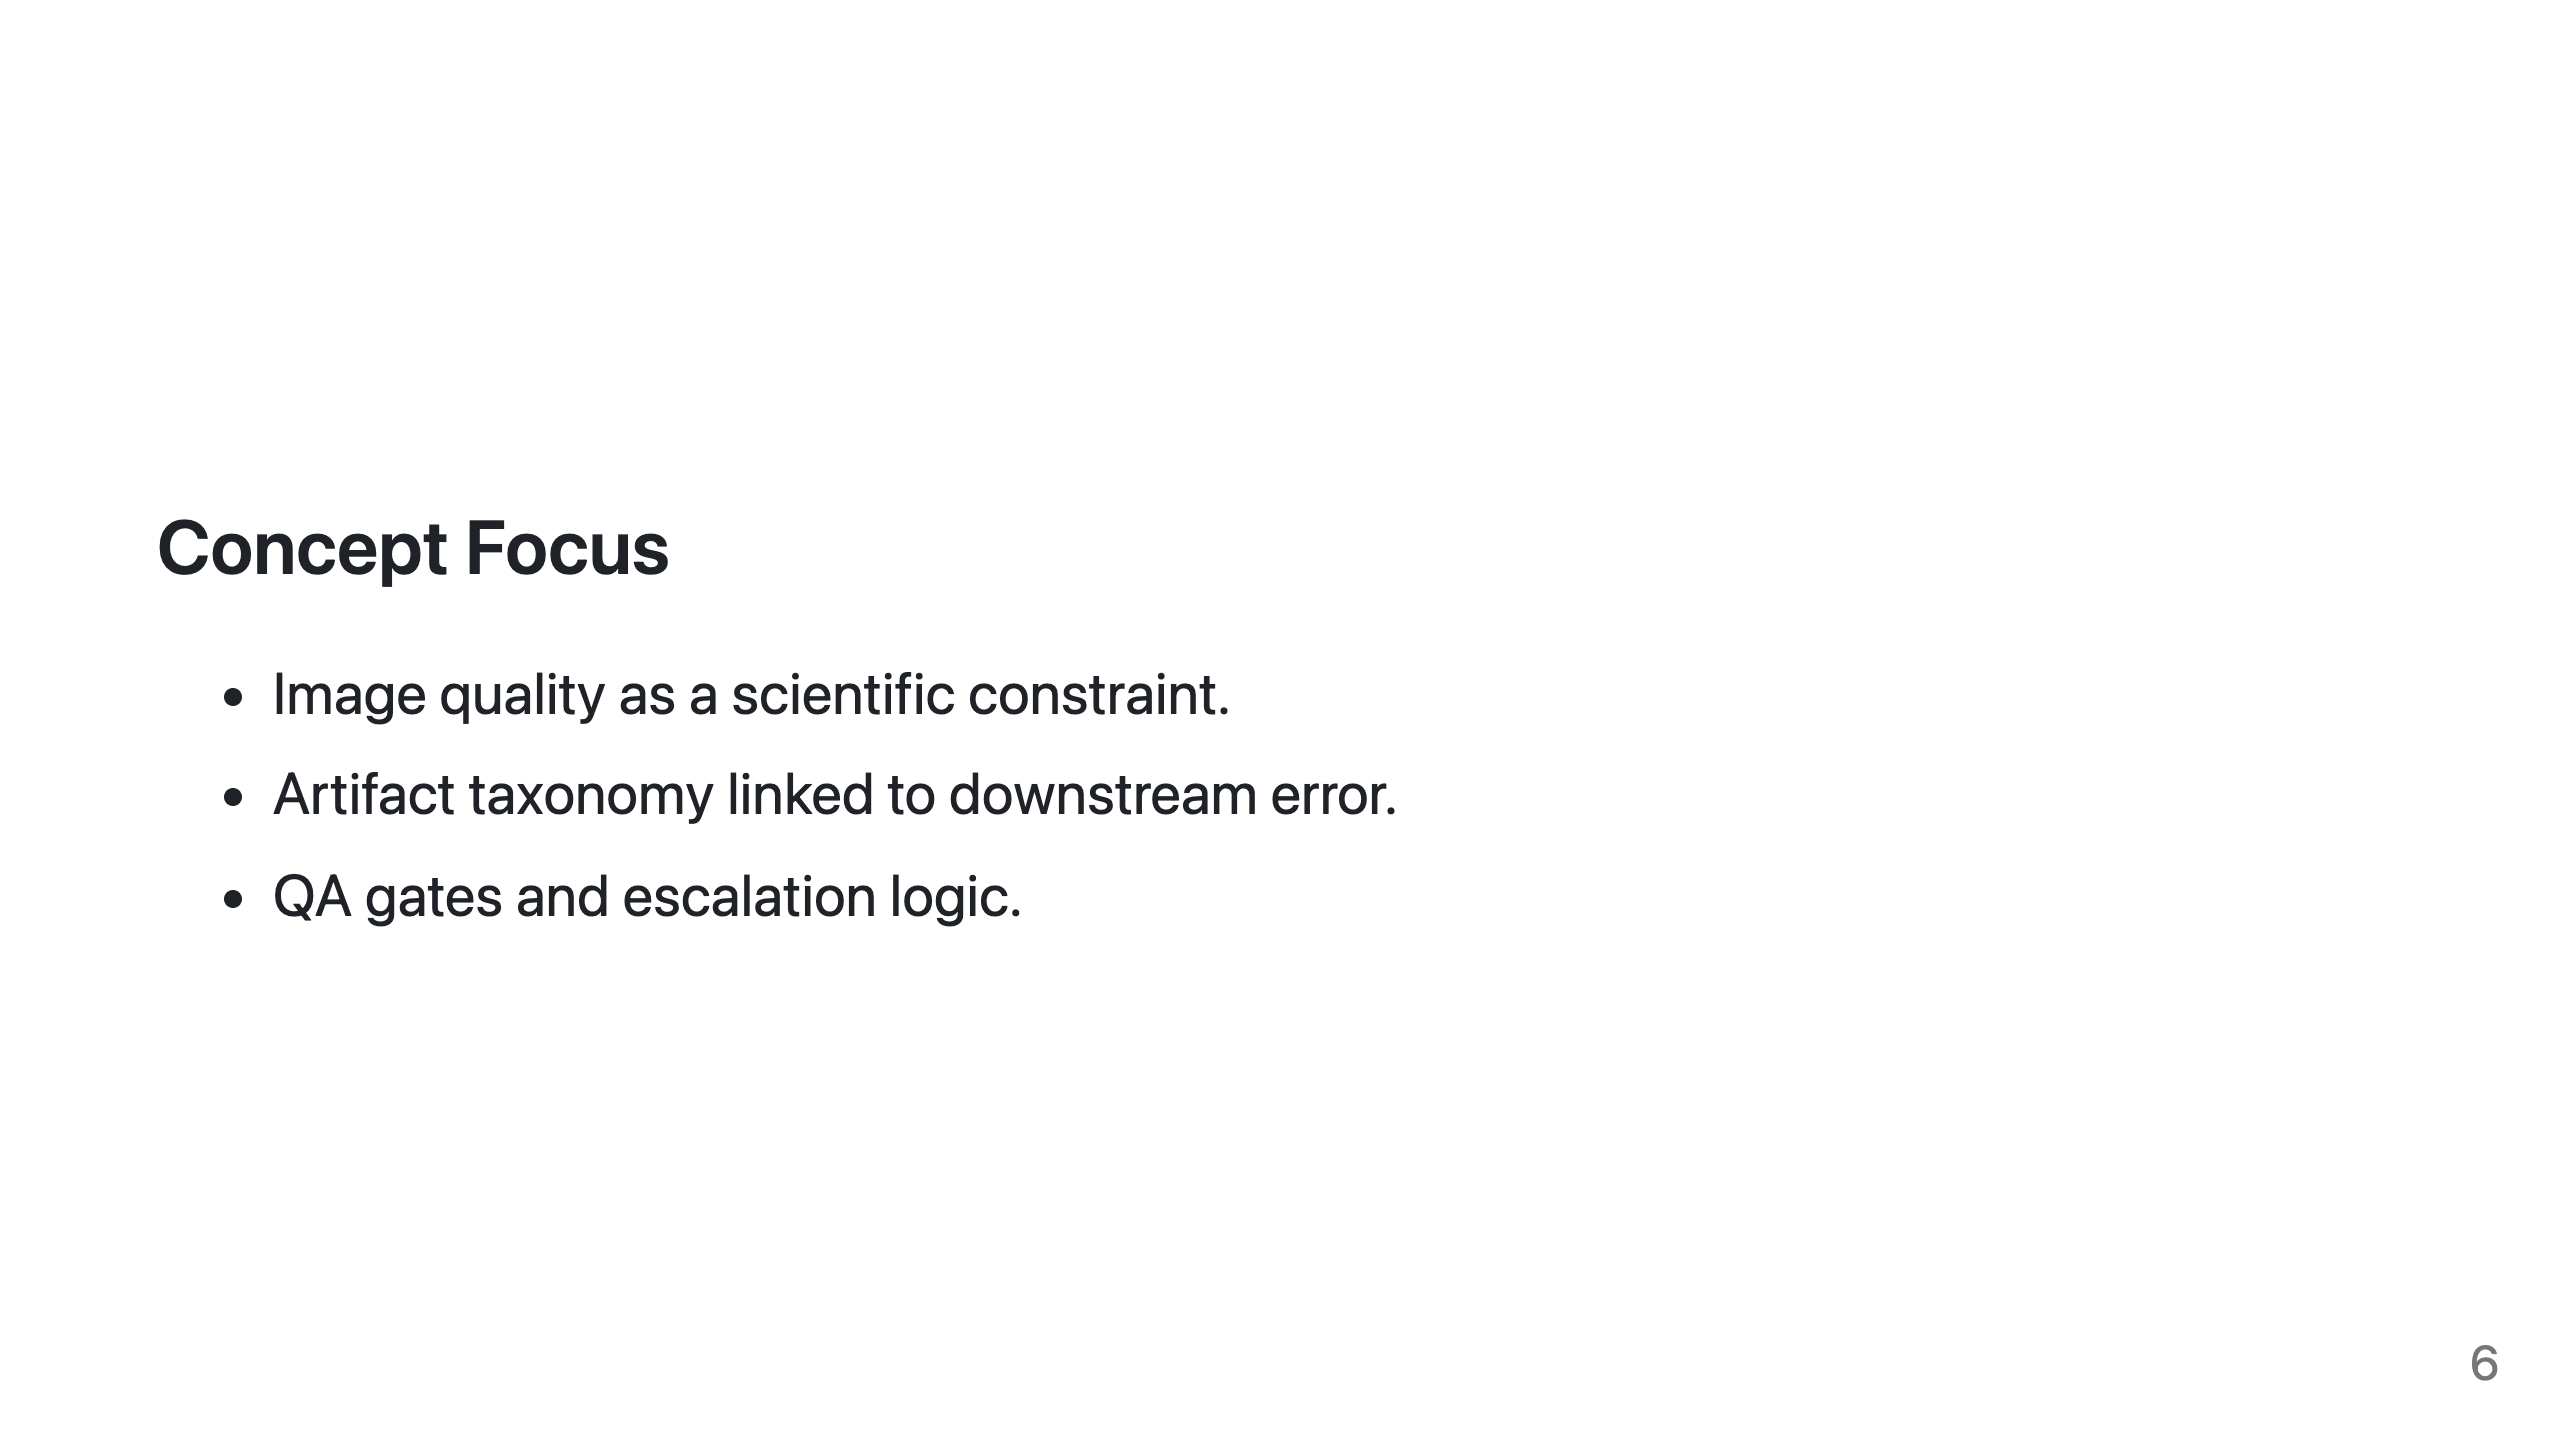 Concept Focus
• Image quality as a scientific constraint.
• Artifact taxonomy linked to downstream error.
• QA gates and escalation logic.
6